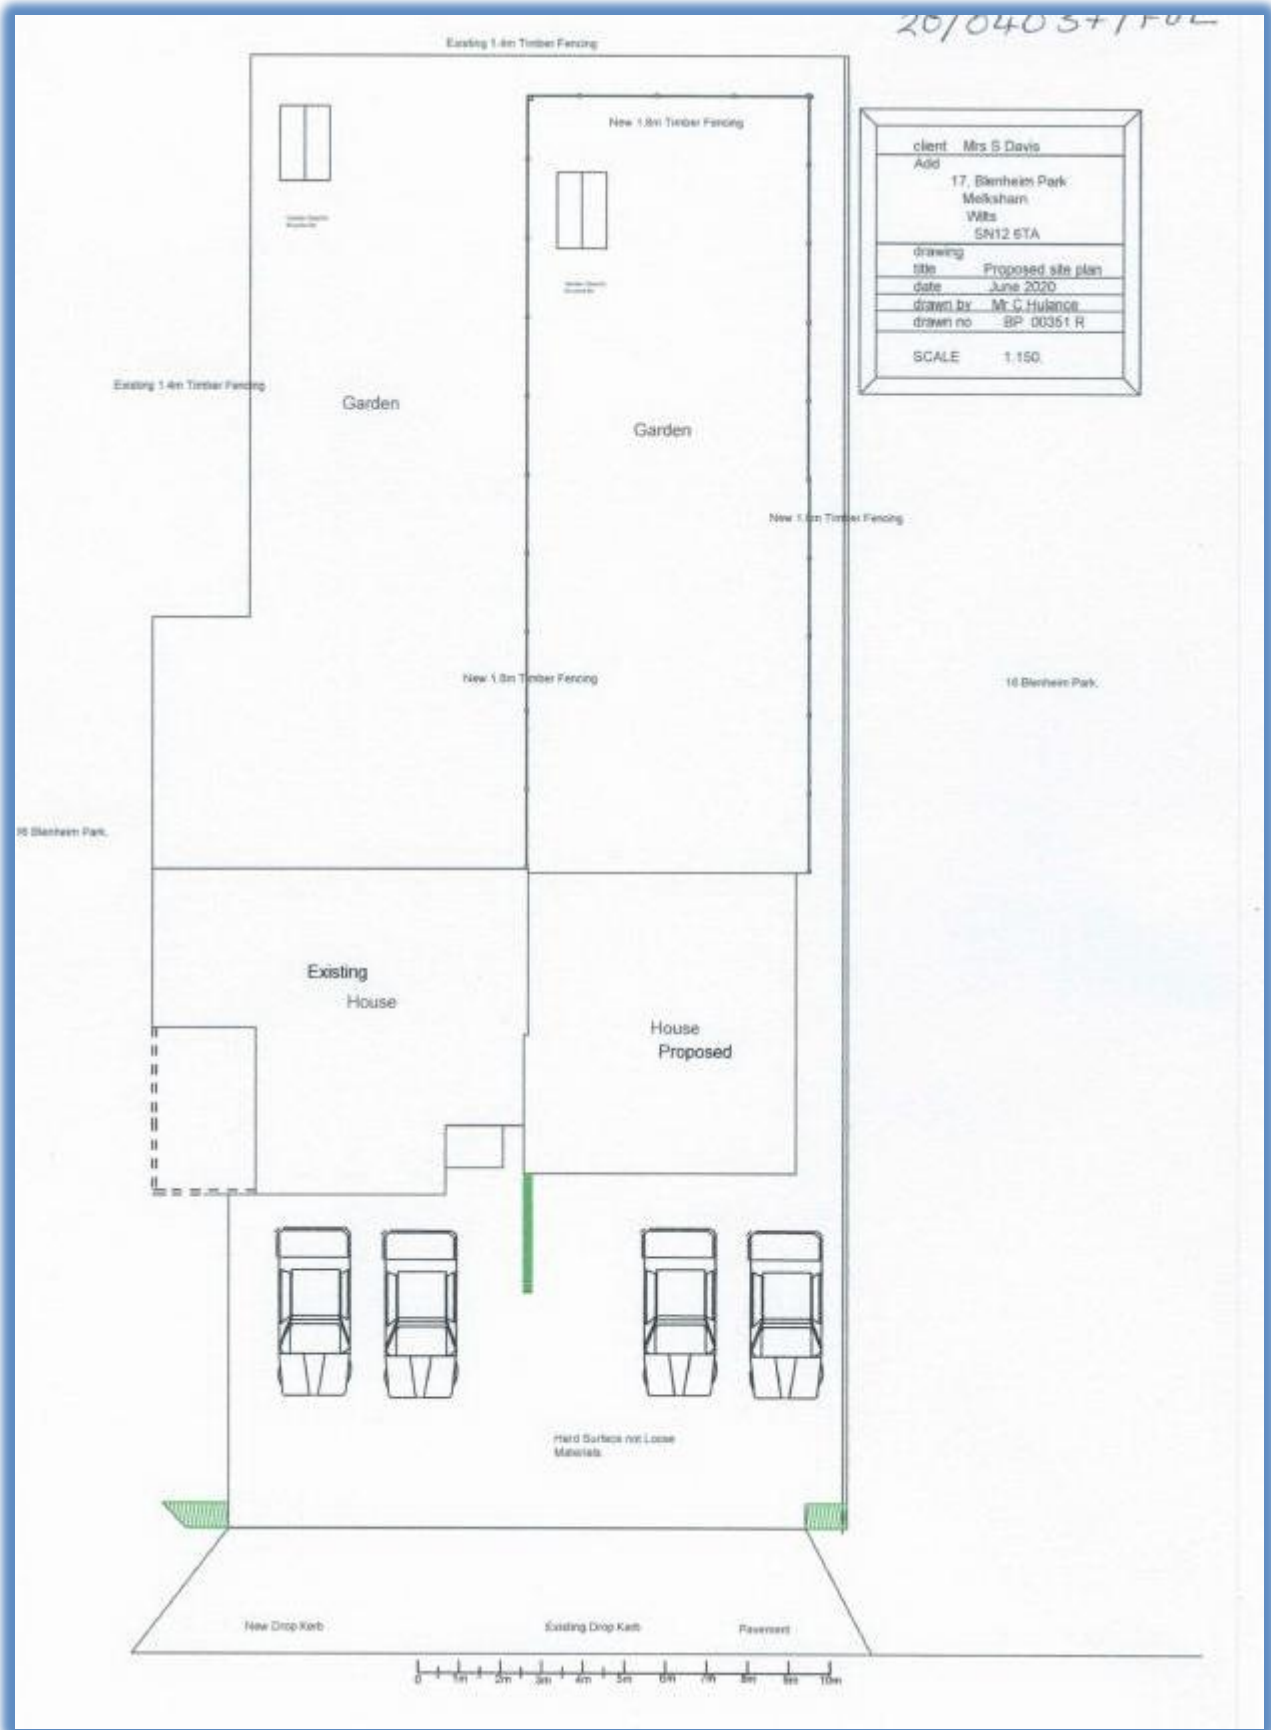 Existing 1.4m Timber Fencing
New 1.8m Timber Fencing
client Mrs S Davis
Add
17, Blenheim Park
Melksham
Wilts
SN12 6TA
drawing
title Proposed site plan
date June 2020
drawn by Mr C Hulance
drawn no BP 00351 R
SCALE 1.150.
Existing 1.4m Timber Fencing
Garden
Garden
New 1.8m Timber Fencing
New 1.8m Timber Fencing
16 Blenheim Park.
Blenheim Park.
Existing
House
House
Proposed
Hard Surface not Loose
Materials
New Drop Kerb
Existing Drop Kerb
Pavement
0 1m 2m 3m 4m 5m 6m 7m 8m 9m 10m